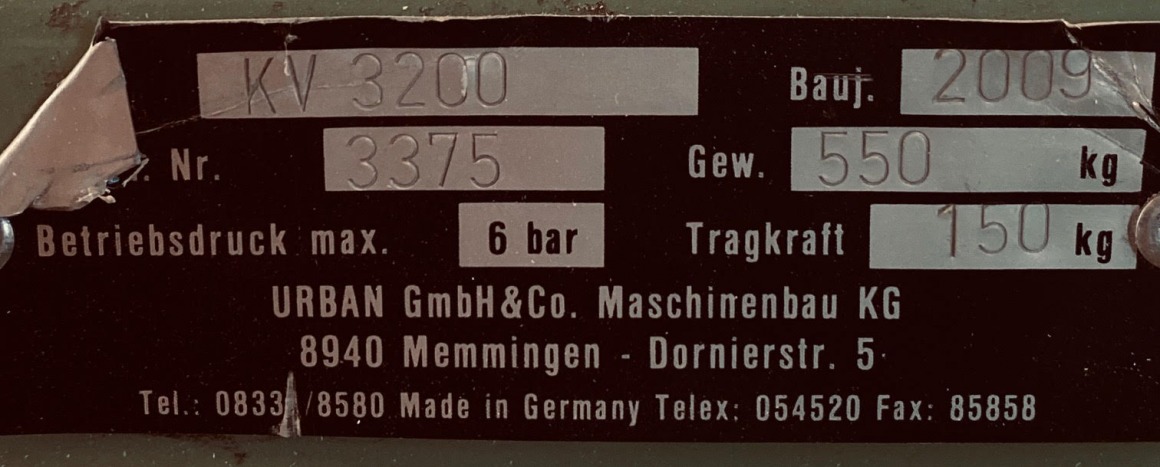 KV 3200 Bauj. 2009
Nr. 3375 Gew. 550 kg
Betriebsdruck max. 6 bar Tragkraft 150 kg
URBAN GmbH&Co. Maschinenbau KG
8940 Memmingen - Dornierstr. 5
Tel.: 0833 /8580 Made in Germany Telex: 054520 Fax: 85858